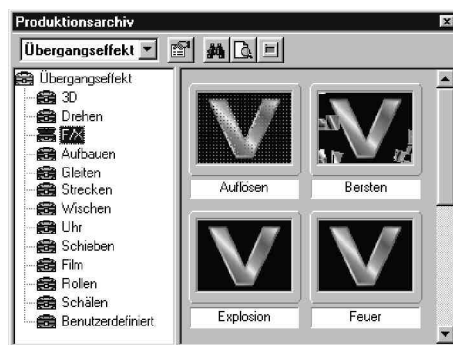 Produktionsarchiv
Übergangseffekt
Übergangseffekt
3D
Drehen
F/X
Aufbauen
Gleiten
Strecken
Wischen
Uhr
Schieben
Film
Rollen
Schälen
Benutzerdefiniert
Auflösen Bersten
Explosion Feuer